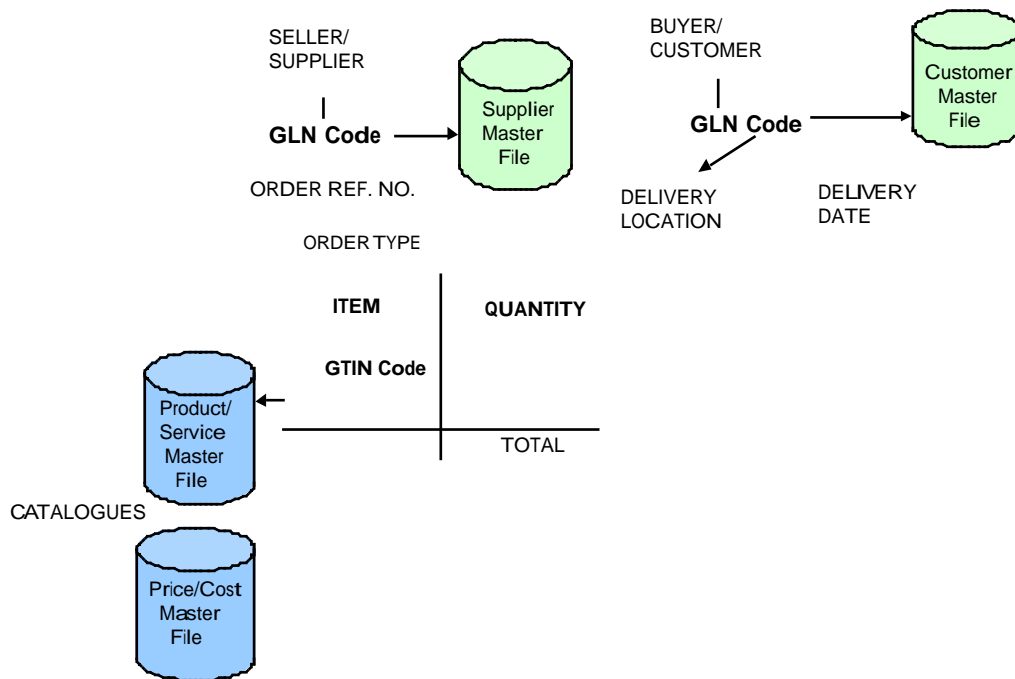 SELLER/
SUPPLIER
Supplier
Master
File
GLN Code
BUYER/
CUSTOMER
Customer
Master
File
GLN Code
ORDER REF. NO.
DELIVERY
LOCATION
DELIVERY
DATE
ORDER TYPE
ITEM
QUANTITY
GTIN Code
TOTAL
Product/
Service
Master
File
CATALOGUES
Price/Cost
Master
File